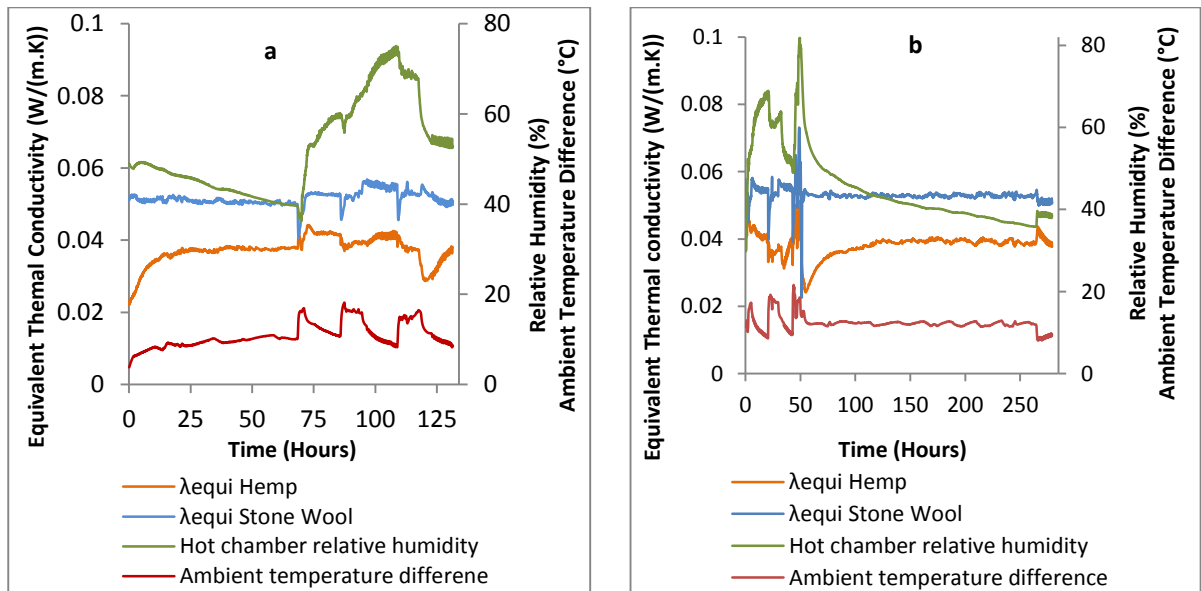 a
Equivalent Thermal Conductivity (W/(m.K))
0.1
0.08
0.06
0.04
0.02
0
80
60
40
20
0
Relative Humidity (%)
Ambient Temperature Difference (°C)
0 25 50 75 100 125
Time (Hours)
λequi Hemp
λequi Stone Wool
Hot chamber relative humidity
Ambient temperature differene
b
Equivalent Thermal conductivity (W/(m.K))
0.1
0.08
0.06
0.04
0.02
0
80
60
40
20
0
Relative Humidity (%)
Ambient Temperature Difference (°C)
0 50 100 150 200 250
Time (Hours)
λequi Hemp
λequi Stone Wool
Hot chamber relative humidity
Ambient temperature difference